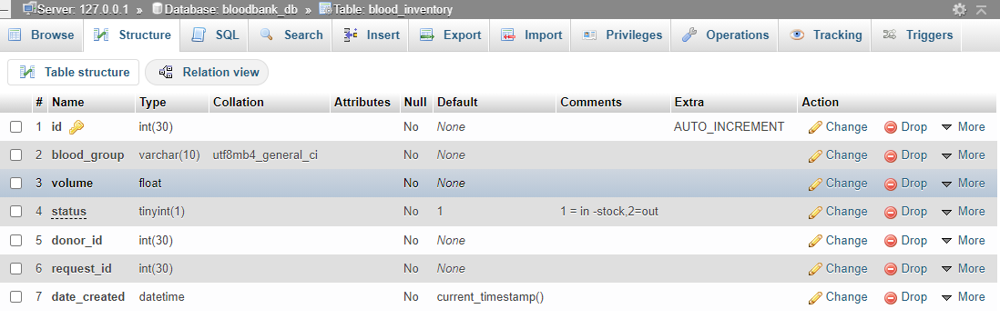 Server: 127.0.0.1 » Database: bloodbank_db » Table: blood_inventory
Browse Structure SQL Search Insert Export Import Privileges Operations Tracking Triggers
Table structure Relation view
# Name Type Collation Attributes Null Default Comments Extra Action
1 id int(30) No None AUTO_INCREMENT Change Drop More
2 blood_group varchar(10) utf8mb4_general_ci No None Change Drop More
3 volume float No None Change Drop More
4 status tinyint(1) No 1 1 = in -stock,2=out Change Drop More
5 donor_id int(30) No None Change Drop More
6 request_id int(30) No None Change Drop More
7 date_created datetime No current_timestamp() Change Drop More